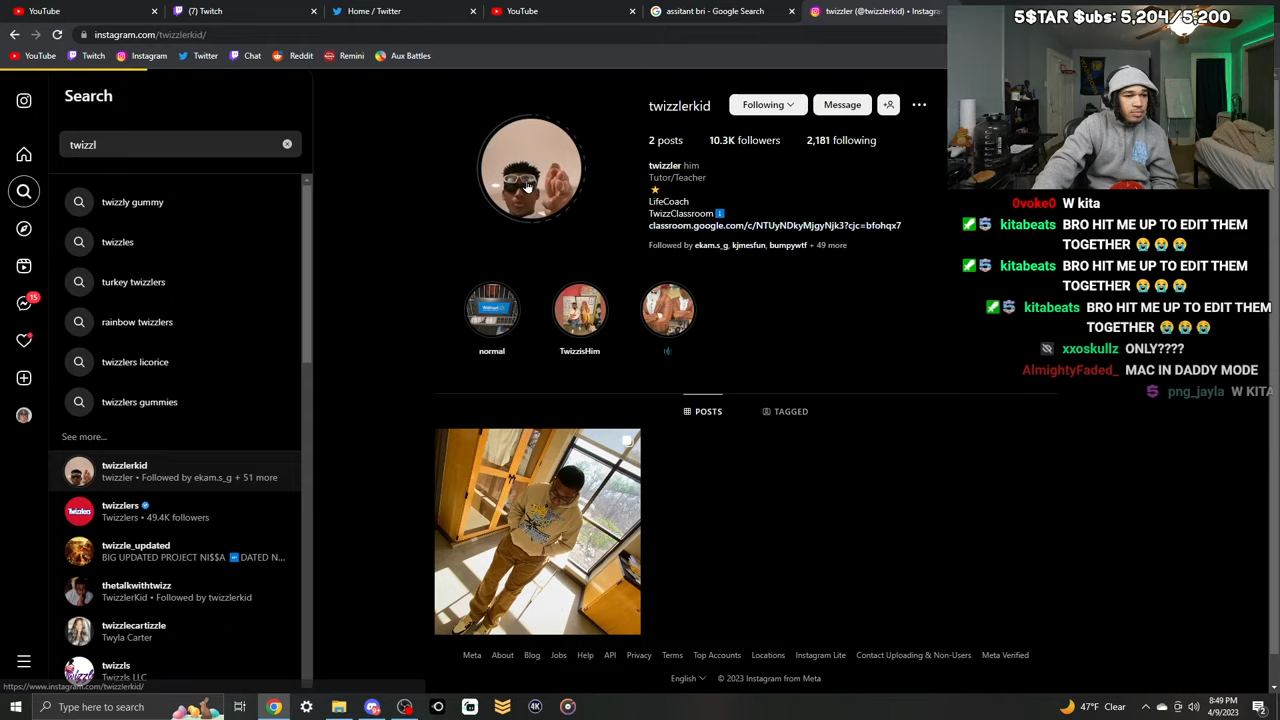 YouTube
(7) Twitch
Home / Twitter
YouTube
assitant bri - Google Search
twizzler (@twizzlerkid) • Instagra
5$TAR $ubs: 5,204/5,200
instagram.com/twizzlerkid/
YouTube
Twitch
Instagram
Twitter
Chat
Reddit
Remini
Aux Battles
Search
twizzl
twizzly gummy
twizzles
turkey twizzlers
rainbow twizzlers
twizzlers licorice
twizzlers gummies
See more...
twizzlerkid
twizzler • Followed by ekam.s_g + 51 more
twizzlers
Twizzlers • 49.4K followers
twizzle_updated
BIG UPDATED PROJECT NI$$A 🆙DATED N...
thetalkwithtwizz
TwizzlerKid • Followed by twizzlerkid
twizzlecartizzle
Twyla Carter
twizzls
Twizzls LLC
15
twizzlerkid
Following
Message
2 posts
10.3K followers
2,181 following
twizzler him
Tutor/Teacher
⭐
LifeCoach
TwizzClassroom ℹ️
classroom.google.com/c/NTUyNDkyMjgyNjk3?cjc=bfohqx7
Followed by ekam.s_g, kjmesfun, bumpywtf + 49 more
Walmart
normal
TwizzisHim
POSTS
TAGGED
0voke0 W kita
kitabeats BRO HIT ME UP TO EDIT THEM
TOGETHER 😭 😭 😭
kitabeats BRO HIT ME UP TO EDIT THEM
TOGETHER 😭 😭 😭
kitabeats BRO HIT ME UP TO EDIT THEM
TOGETHER 😭 😭 😭
xxoskullz ONLY????
AlmightyFaded_ MAC IN DADDY MODE
png_jayla W KITA
Meta
About
Blog
Jobs
Help
API
Privacy
Terms
Top Accounts
Locations
Instagram Lite
Contact Uploading & Non-Users
Meta Verified
English
© 2023 Instagram from Meta
https://www.instagram.com/twizzlerkid/
Type here to search
4K
47°F Clear
8:49 PM
4/9/2023
2